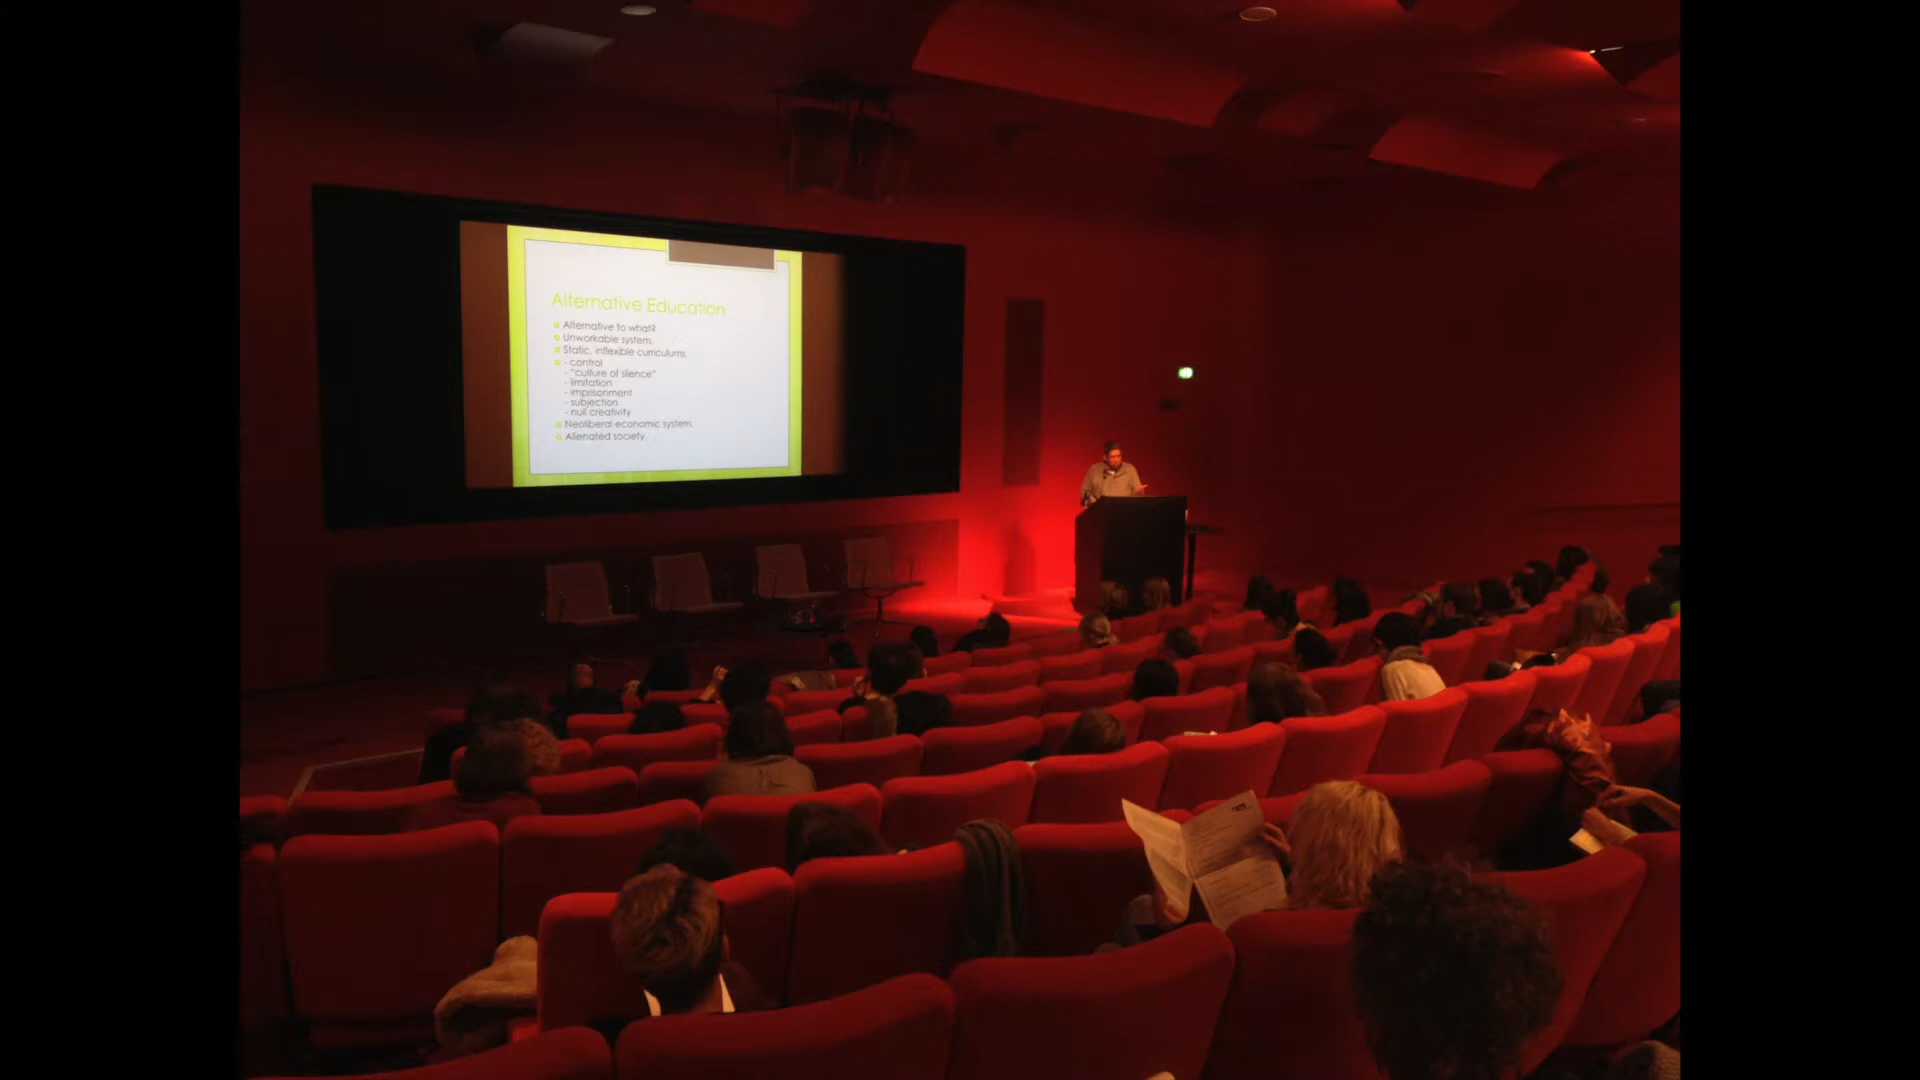 Alternative Education
Alternative to what?
Unworkable system.
Static, inflexible curriculums.
- control
- "culture of silence"
- limitation
- imprisonment
- subjection
- null creativity
Neoliberal economic system.
Alienated society.